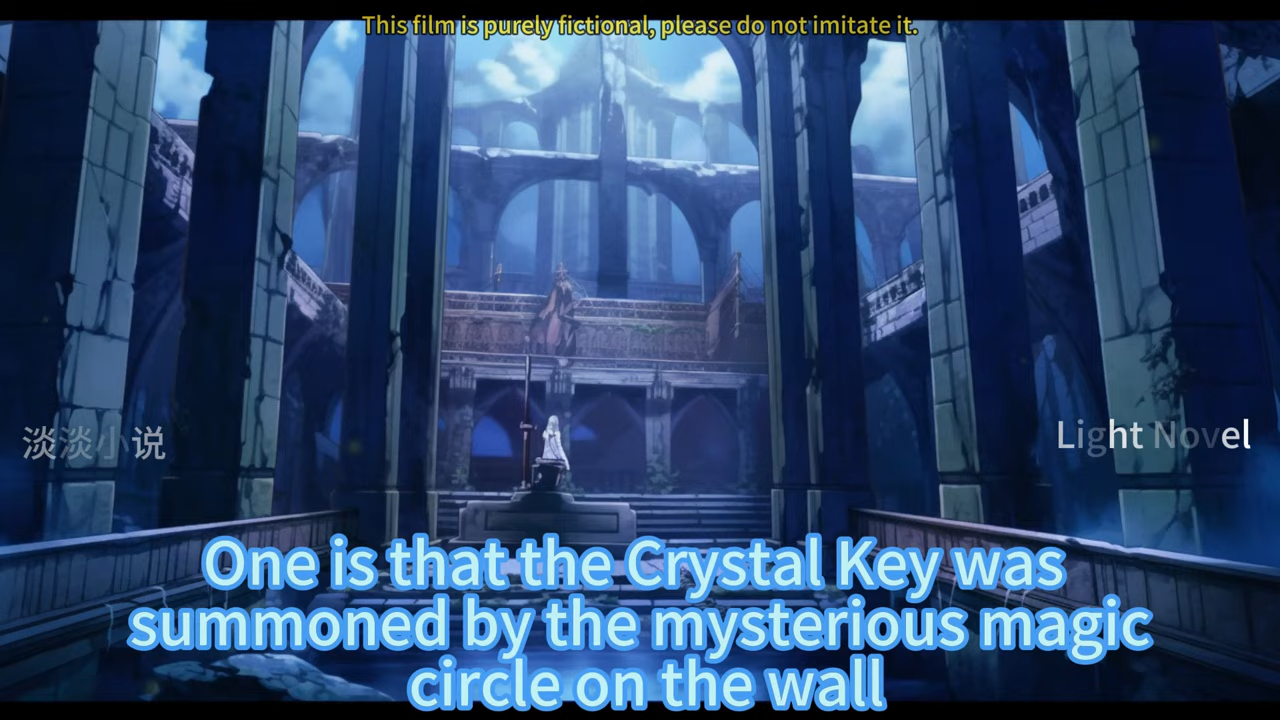 This film is purely fictional, please do not imitate it.
淡淡小说
Light Novel
One is that the Crystal Key was
summoned by the mysterious magic
circle on the wall